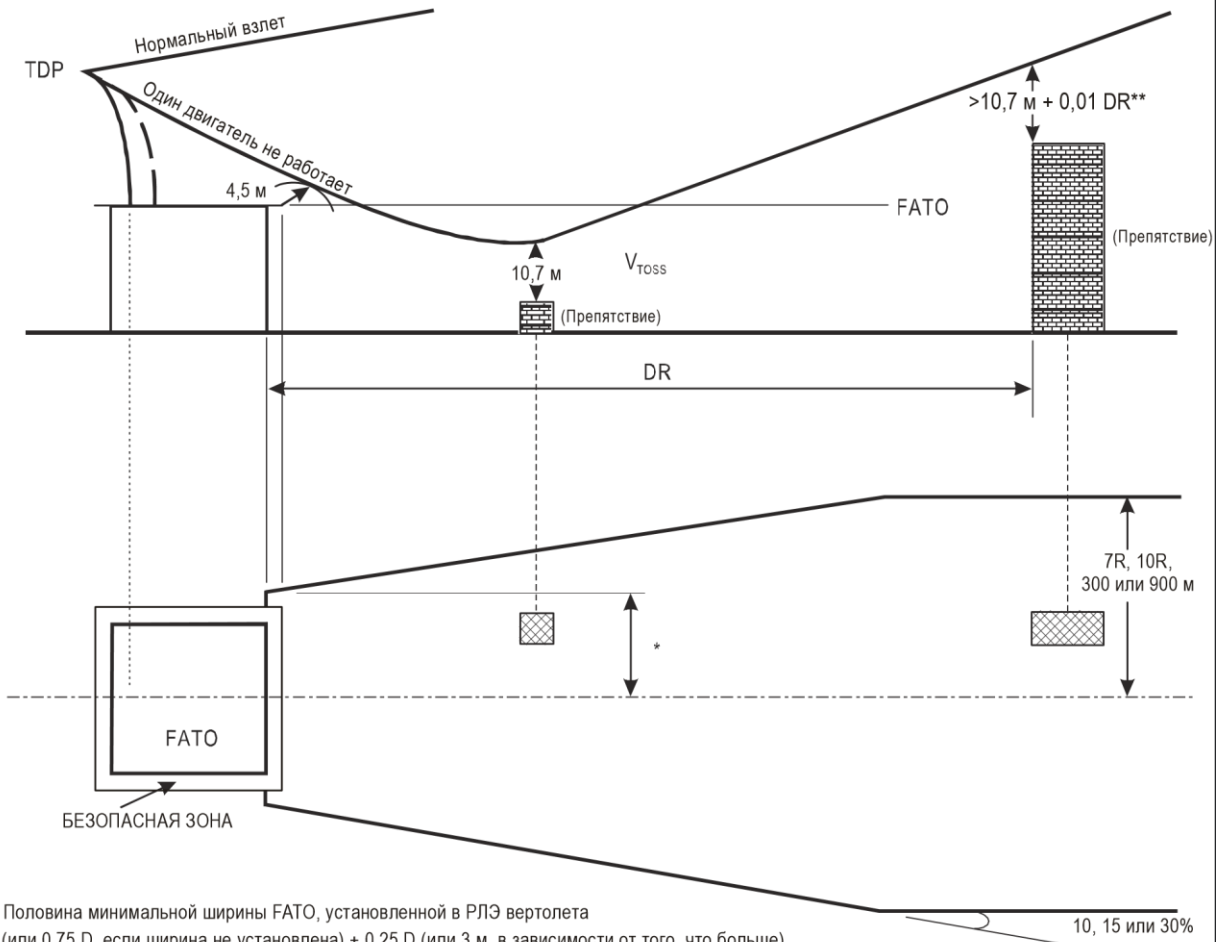 Нормальный взлет
TDP
Один двигатель не работает
>10,7 м + 0,01 DR**
4,5 м
FATO
(Препятствие)
10,7 м
VTOSS
(Препятствие)
DR
7R, 10R,
300 или 900 м
*
FATO
БЕЗОПАСНАЯ ЗОНА
Половина минимальной ширины FATO, установленной в РЛЭ вертолета
10, 15 или 30%
(или 0,75 D, если ширина не установлена) + 0,25 D (или 3 м, в зависимости от того, что больше)